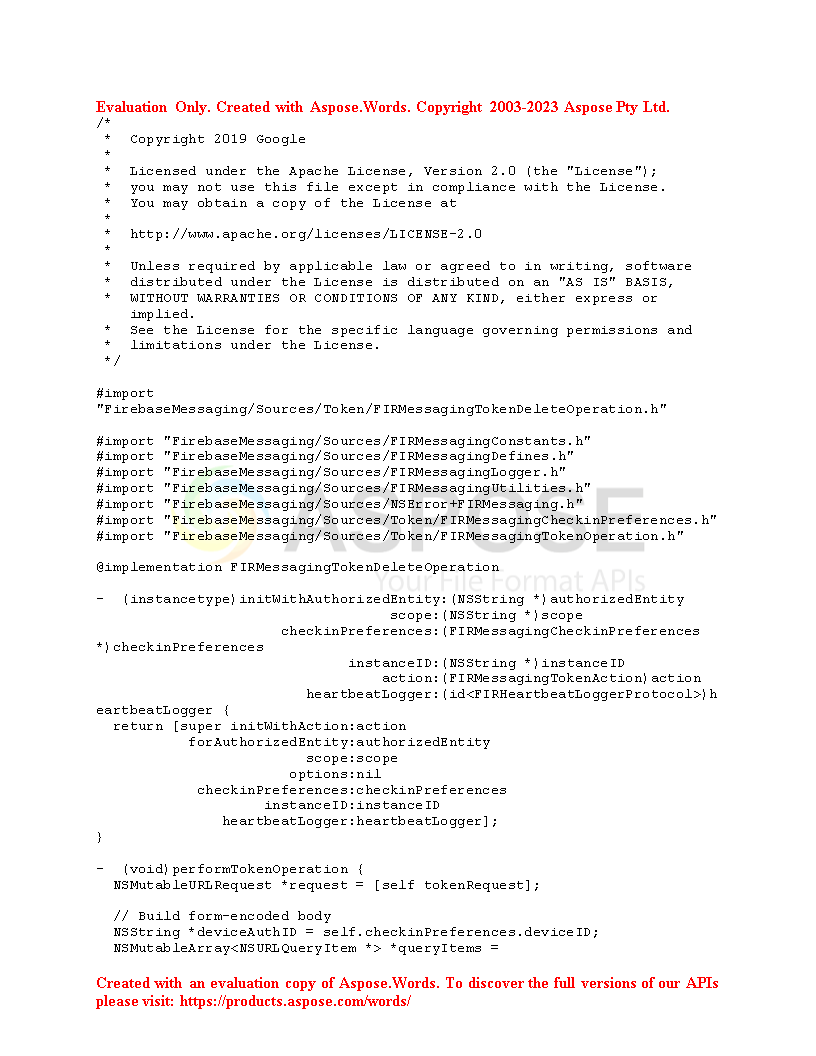 Evaluation Only. Created with Aspose.Words. Copyright 2003-2023 Aspose Pty Ltd.
/*
 *  Copyright 2019 Google
 *
 *  Licensed under the Apache License, Version 2.0 (the "License");
 *  you may not use this file except in compliance with the License.
 *  You may obtain a copy of the License at
 *
 *  http://www.apache.org/licenses/LICENSE-2.0
 *
 *  Unless required by applicable law or agreed to in writing, software
 *  distributed under the License is distributed on an "AS IS" BASIS,
 *  WITHOUT WARRANTIES OR CONDITIONS OF ANY KIND, either express or
    implied.
 *  See the License for the specific language governing permissions and
 *  limitations under the License.
 */
#import
"FirebaseMessaging/Sources/Token/FIRMessagingTokenDeleteOperation.h"
#import "FirebaseMessaging/Sources/FIRMessagingConstants.h"
#import "FirebaseMessaging/Sources/FIRMessagingDefines.h"
#import "FirebaseMessaging/Sources/FIRMessagingLogger.h"
#import "FirebaseMessaging/Sources/FIRMessagingUtilities.h"
#import "FirebaseMessaging/Sources/NSError+FIRMessaging.h"
#import "FirebaseMessaging/Sources/Token/FIRMessagingCheckinPreferences.h"
#import "FirebaseMessaging/Sources/Token/FIRMessagingTokenOperation.h"
ASPOSE
Your File Format APIs
@implementation FIRMessagingTokenDeleteOperation
-  (instancetype)initWithAuthorizedEntity:(NSString *)authorizedEntity
                                   scope:(NSString *)scope
                      checkinPreferences:(FIRMessagingCheckinPreferences
*)checkinPreferences
                              instanceID:(NSString *)instanceID
                                  action:(FIRMessagingTokenAction)action
                         heartbeatLogger:(id<FIRHeartbeatLoggerProtocol>)h
eartbeatLogger {
  return [super initWithAction:action
           forAuthorizedEntity:authorizedEntity
                         scope:scope
                       options:nil
            checkinPreferences:checkinPreferences
                    instanceID:instanceID
               heartbeatLogger:heartbeatLogger];
}
-  (void)performTokenOperation {
  NSMutableURLRequest *request = [self tokenRequest];
  // Build form-encoded body
  NSString *deviceAuthID = self.checkinPreferences.deviceID;
  NSMutableArray<NSURLQueryItem *> *queryItems =
Created with an evaluation copy of Aspose.Words. To discover the full versions of our APIs
please visit: https://products.aspose.com/words/